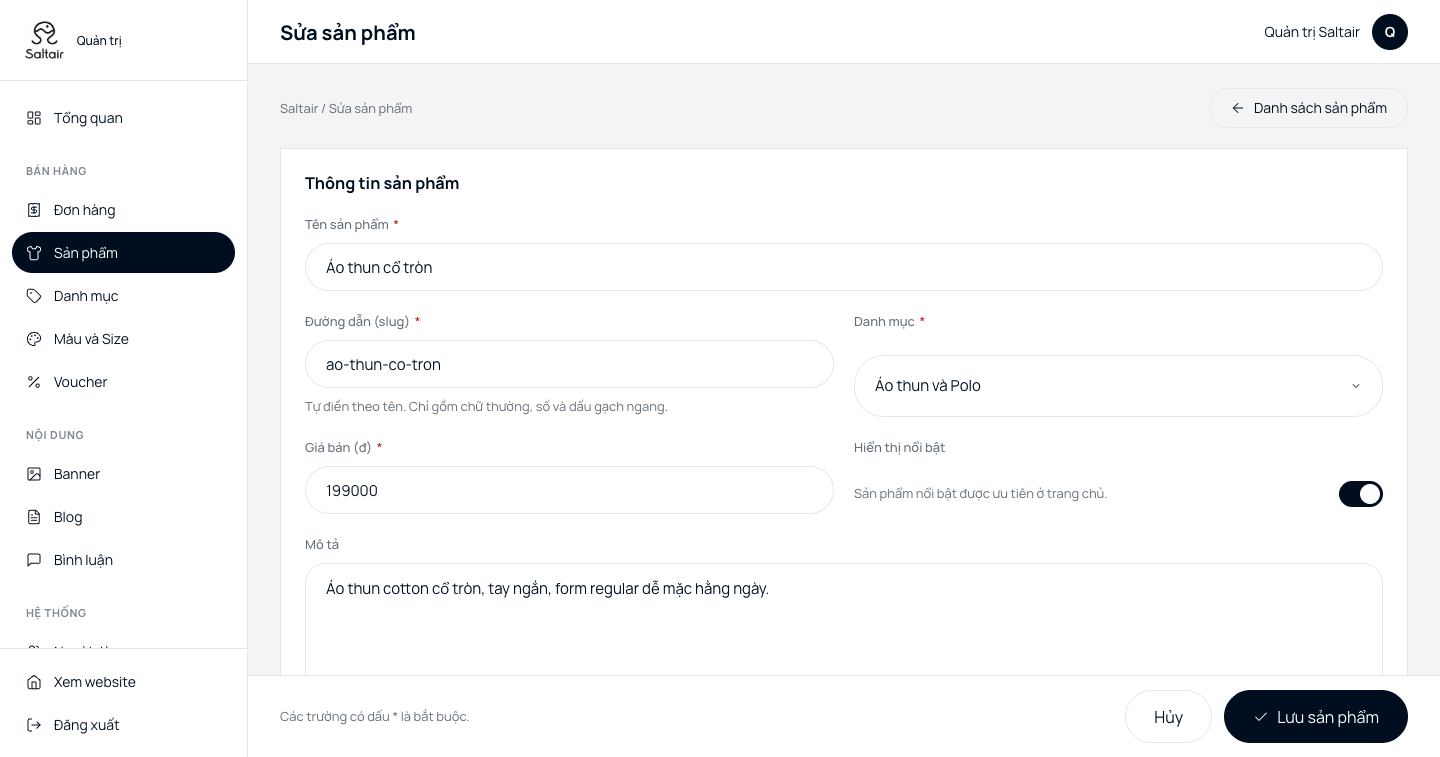 Saltair
Quản trị
Tổng quan
BÁN HÀNG
Đơn hàng
Sản phẩm
Danh mục
Màu và Size
Voucher
NỘI DUNG
Banner
Blog
Bình luận
HỆ THỐNG
Xem website
Đăng xuất
Sửa sản phẩm
Quản trị Saltair
Q
Saltair / Sửa sản phẩm
Danh sách sản phẩm
Thông tin sản phẩm
Tên sản phẩm *
Áo thun cổ tròn
Đường dẫn (slug) *
ao-thun-co-tron
Tự điền theo tên. Chỉ gồm chữ thường, số và dấu gạch ngang.
Danh mục *
Áo thun và Polo
Giá bán (đ) *
199000
Hiển thị nổi bật
Sản phẩm nổi bật được ưu tiên ở trang chủ.
Mô tả
Áo thun cotton cổ tròn, tay ngắn, form regular dễ mặc hằng ngày.
Các trường có dấu * là bắt buộc.
Hủy
Lưu sản phẩm